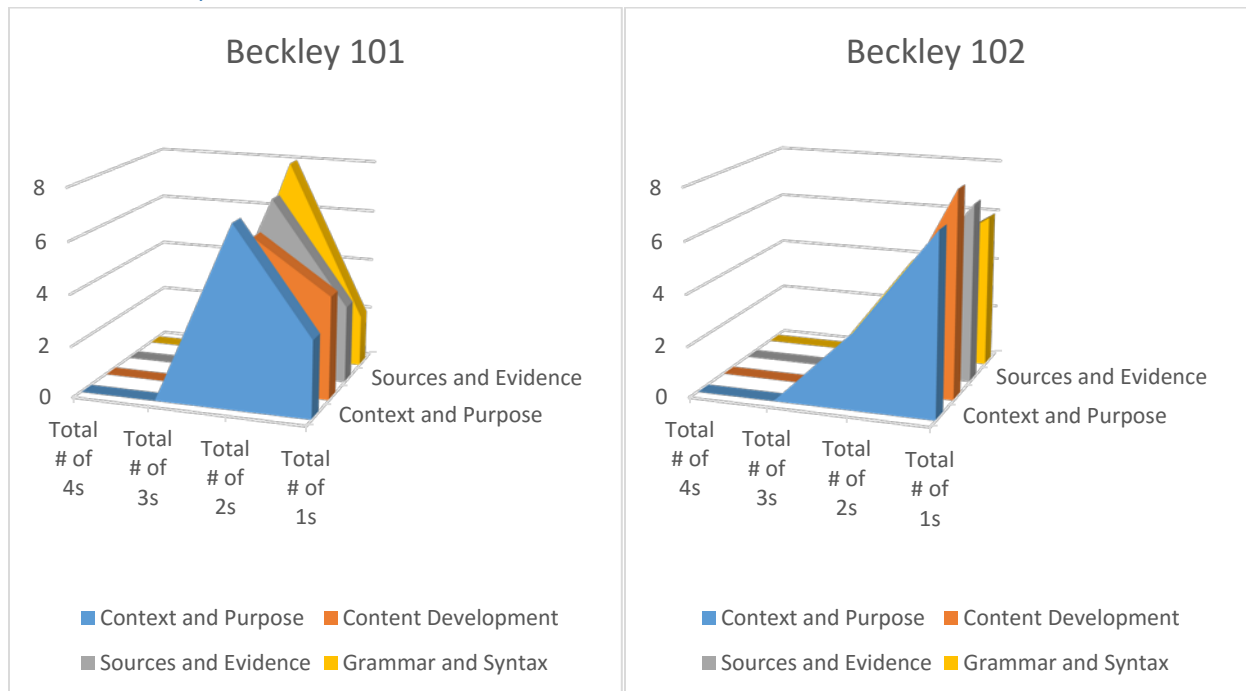 Beckley 101
8
6
4
2
0
Total
# of
4s
Total
# of
3s
Total
# of
2s
Total
# of
1s
Sources and Evidence
Context and Purpose
Context and Purpose
Content Development
Sources and Evidence
Grammar and Syntax
Beckley 102
8
6
4
2
0
Total
# of
4s
Total
# of
3s
Total
# of
2s
Total
# of
1s
Sources and Evidence
Context and Purpose
Context and Purpose
Content Development
Sources and Evidence
Grammar and Syntax